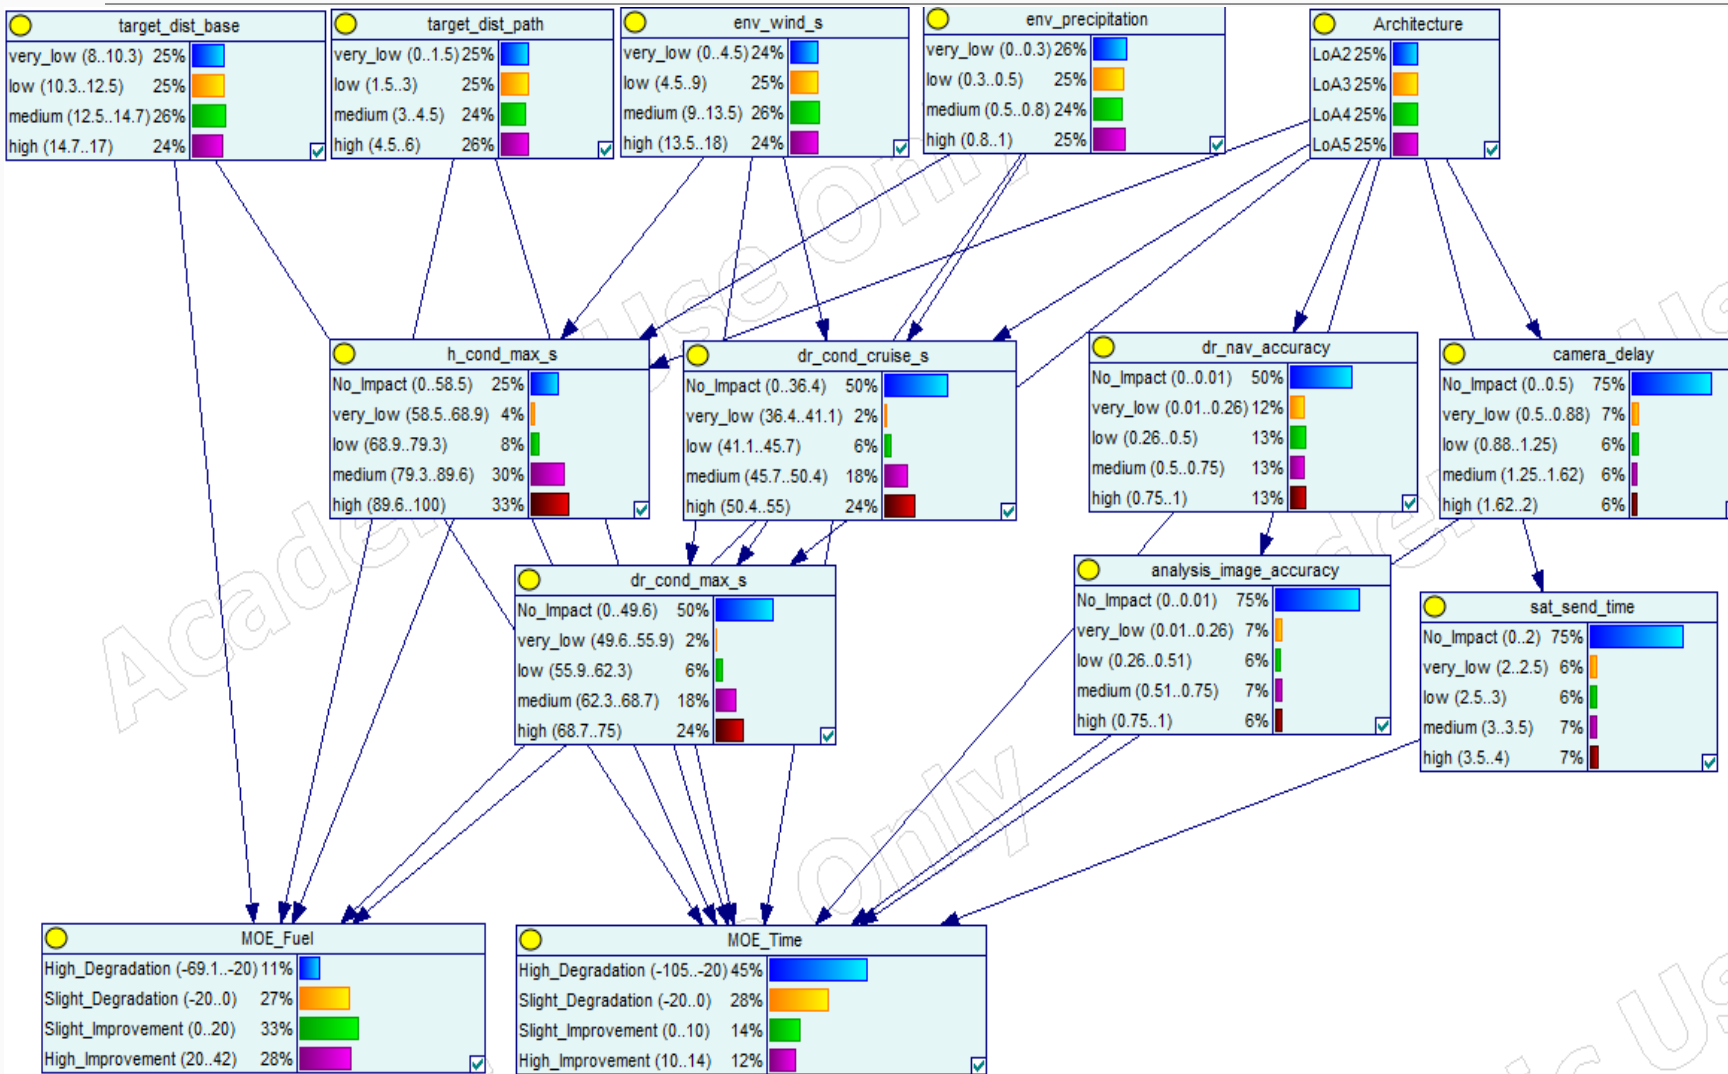 target_dist_base
very_low (8..10.3) 25%
low (10.3..12.5) 25%
medium (12.5..14.7) 26%
high (14.7..17) 24%
target_dist_path
very_low (0..1.5) 25%
low (1.5..3) 25%
medium (3..4.5) 24%
high (4.5..6) 26%
env_wind_s
very_low (0..4.5) 24%
low (4.5..9) 25%
medium (9..13.5) 26%
high (13.5..18) 24%
env_precipitation
very_low (0..0.3) 26%
low (0.3..0.5) 25%
medium (0.5..0.8) 24%
high (0.8..1) 25%
Architecture
LoA2 25%
LoA3 25%
LoA4 25%
LoA5 25%
h_cond_max_s
No_Impact (0..58.5) 25%
very_low (58.5..68.9) 4%
low (68.9..79.3) 8%
medium (79.3..89.6) 30%
high (89.6..100) 33%
dr_cond_cruise_s
No_Impact (0..36.4) 50%
very_low (36.4..41.1) 2%
low (41.1..45.7) 6%
medium (45.7..50.4) 18%
high (50.4..55) 24%
dr_nav_accuracy
No_Impact (0..0.01) 50%
very_low (0.01..0.26) 12%
low (0.26..0.5) 13%
medium (0.5..0.75) 13%
high (0.75..1) 13%
camera_delay
No_Impact (0..0.5) 75%
very_low (0.5..0.88) 7%
low (0.88..1.25) 6%
medium (1.25..1.62) 6%
high (1.62..2) 6%
dr_cond_max_s
No_Impact (0..49.6) 50%
very_low (49.6..55.9) 2%
low (55.9..62.3) 6%
medium (62.3..68.7) 18%
high (68.7..75) 24%
analysis_image_accuracy
No_Impact (0..0.01) 75%
very_low (0.01..0.26) 7%
low (0.26..0.51) 6%
medium (0.51..0.75) 7%
high (0.75..1) 6%
sat_send_time
No_Impact (0..2) 75%
very_low (2..2.5) 6%
low (2.5..3) 6%
medium (3..3.5) 7%
high (3.5..4) 7%
MOE_Fuel
High_Degradation (-69.1..-20) 11%
Slight_Degradation (-20..0) 27%
Slight_Improvement (0..20) 33%
High_Improvement (20..42) 28%
MOE_Time
High_Degradation (-105..-20) 45%
Slight_Degradation (-20..0) 28%
Slight_Improvement (0..10) 14%
High_Improvement (10..14) 12%